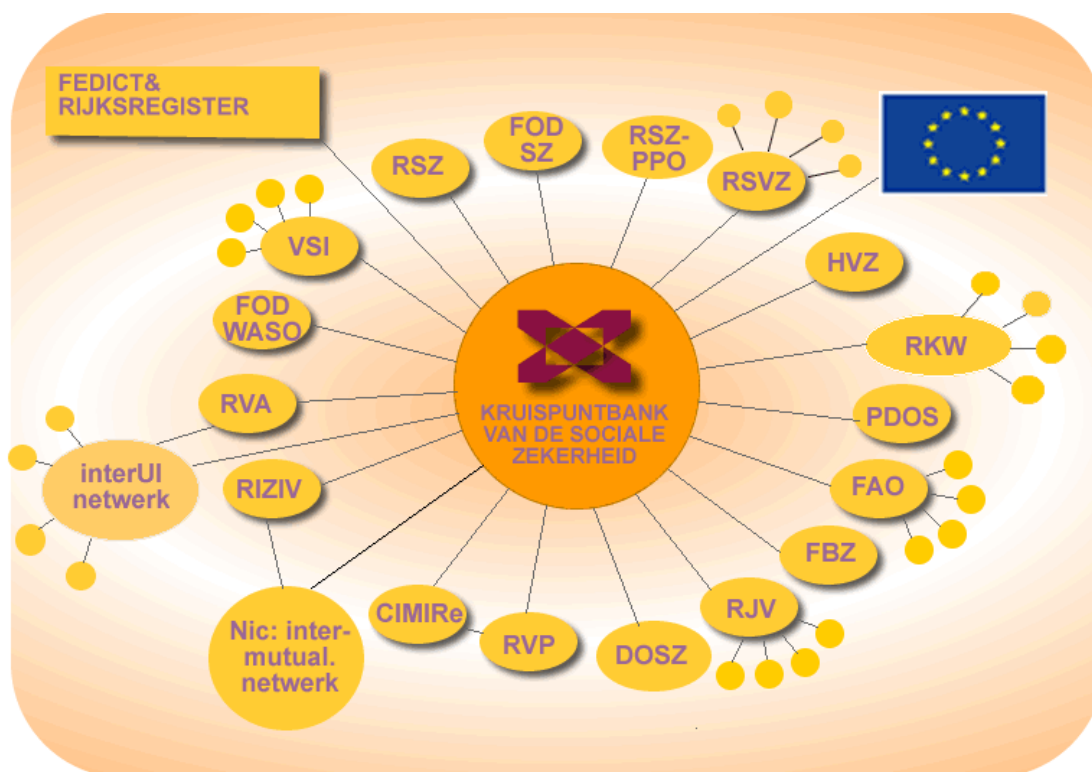 FEDICT&
RIJKSREGISTER
RSZ
FOD
SZ
RSZ-
PPO
RSVZ
VSI
HVZ
FOD
WASO
RKW
RVA
KRUISPUNTBANK
VAN DE SOCIALE
ZEKERHEID
PDOS
interUI
netwerk
RIZIV
FAO
FBZ
Nic: inter-
mutual.
netwerk
CIMIRe
RVP
DOSZ
RJV